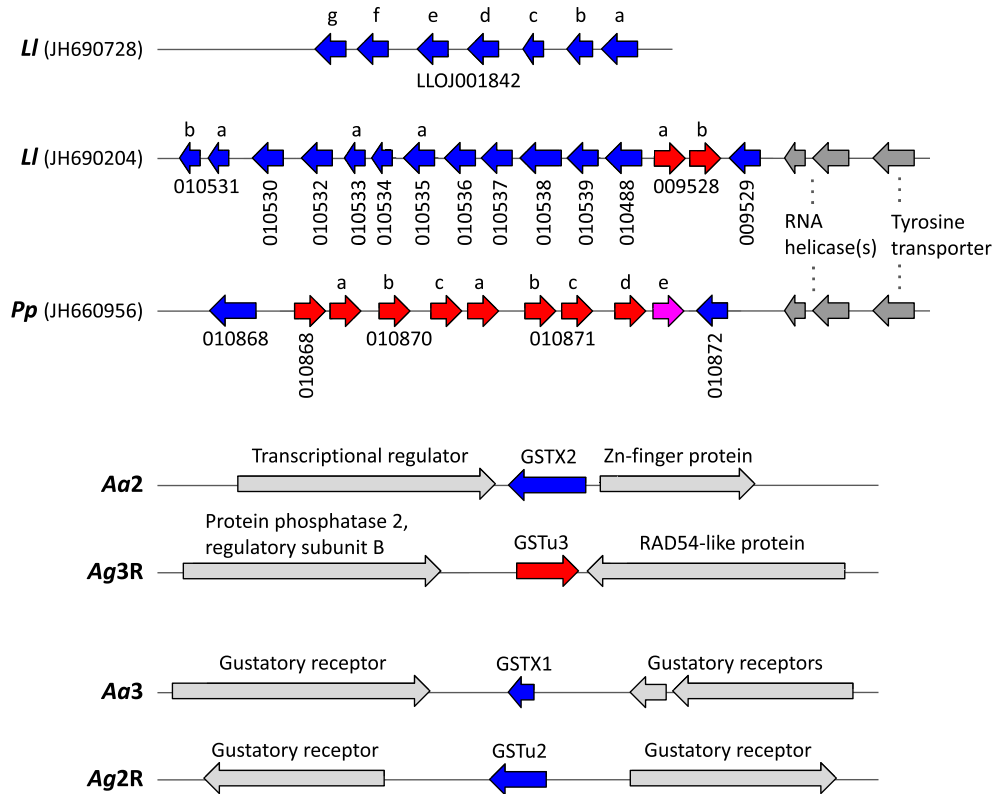 g f e d c b a
Ll (JH690728)
LLOJ001842
b a a a a b
Ll (JH690204)
010531 010530 010532 010533 010534 010535 010536 010537 010538 010539 010488 009528 009529
RNA
helicase(s)
Tyrosine
transporter
a b c a b c d e
Pp (JH660956)
010868 010868 010870 010871 010872
Transcriptional regulator GSTX2 Zn-finger protein
Aa2
Protein phosphatase 2,
regulatory subunit B
GSTu3 RAD54-like protein
Ag3R
Gustatory receptor GSTX1 Gustatory receptors
Aa3
Gustatory receptor GSTu2 Gustatory receptor
Ag2R